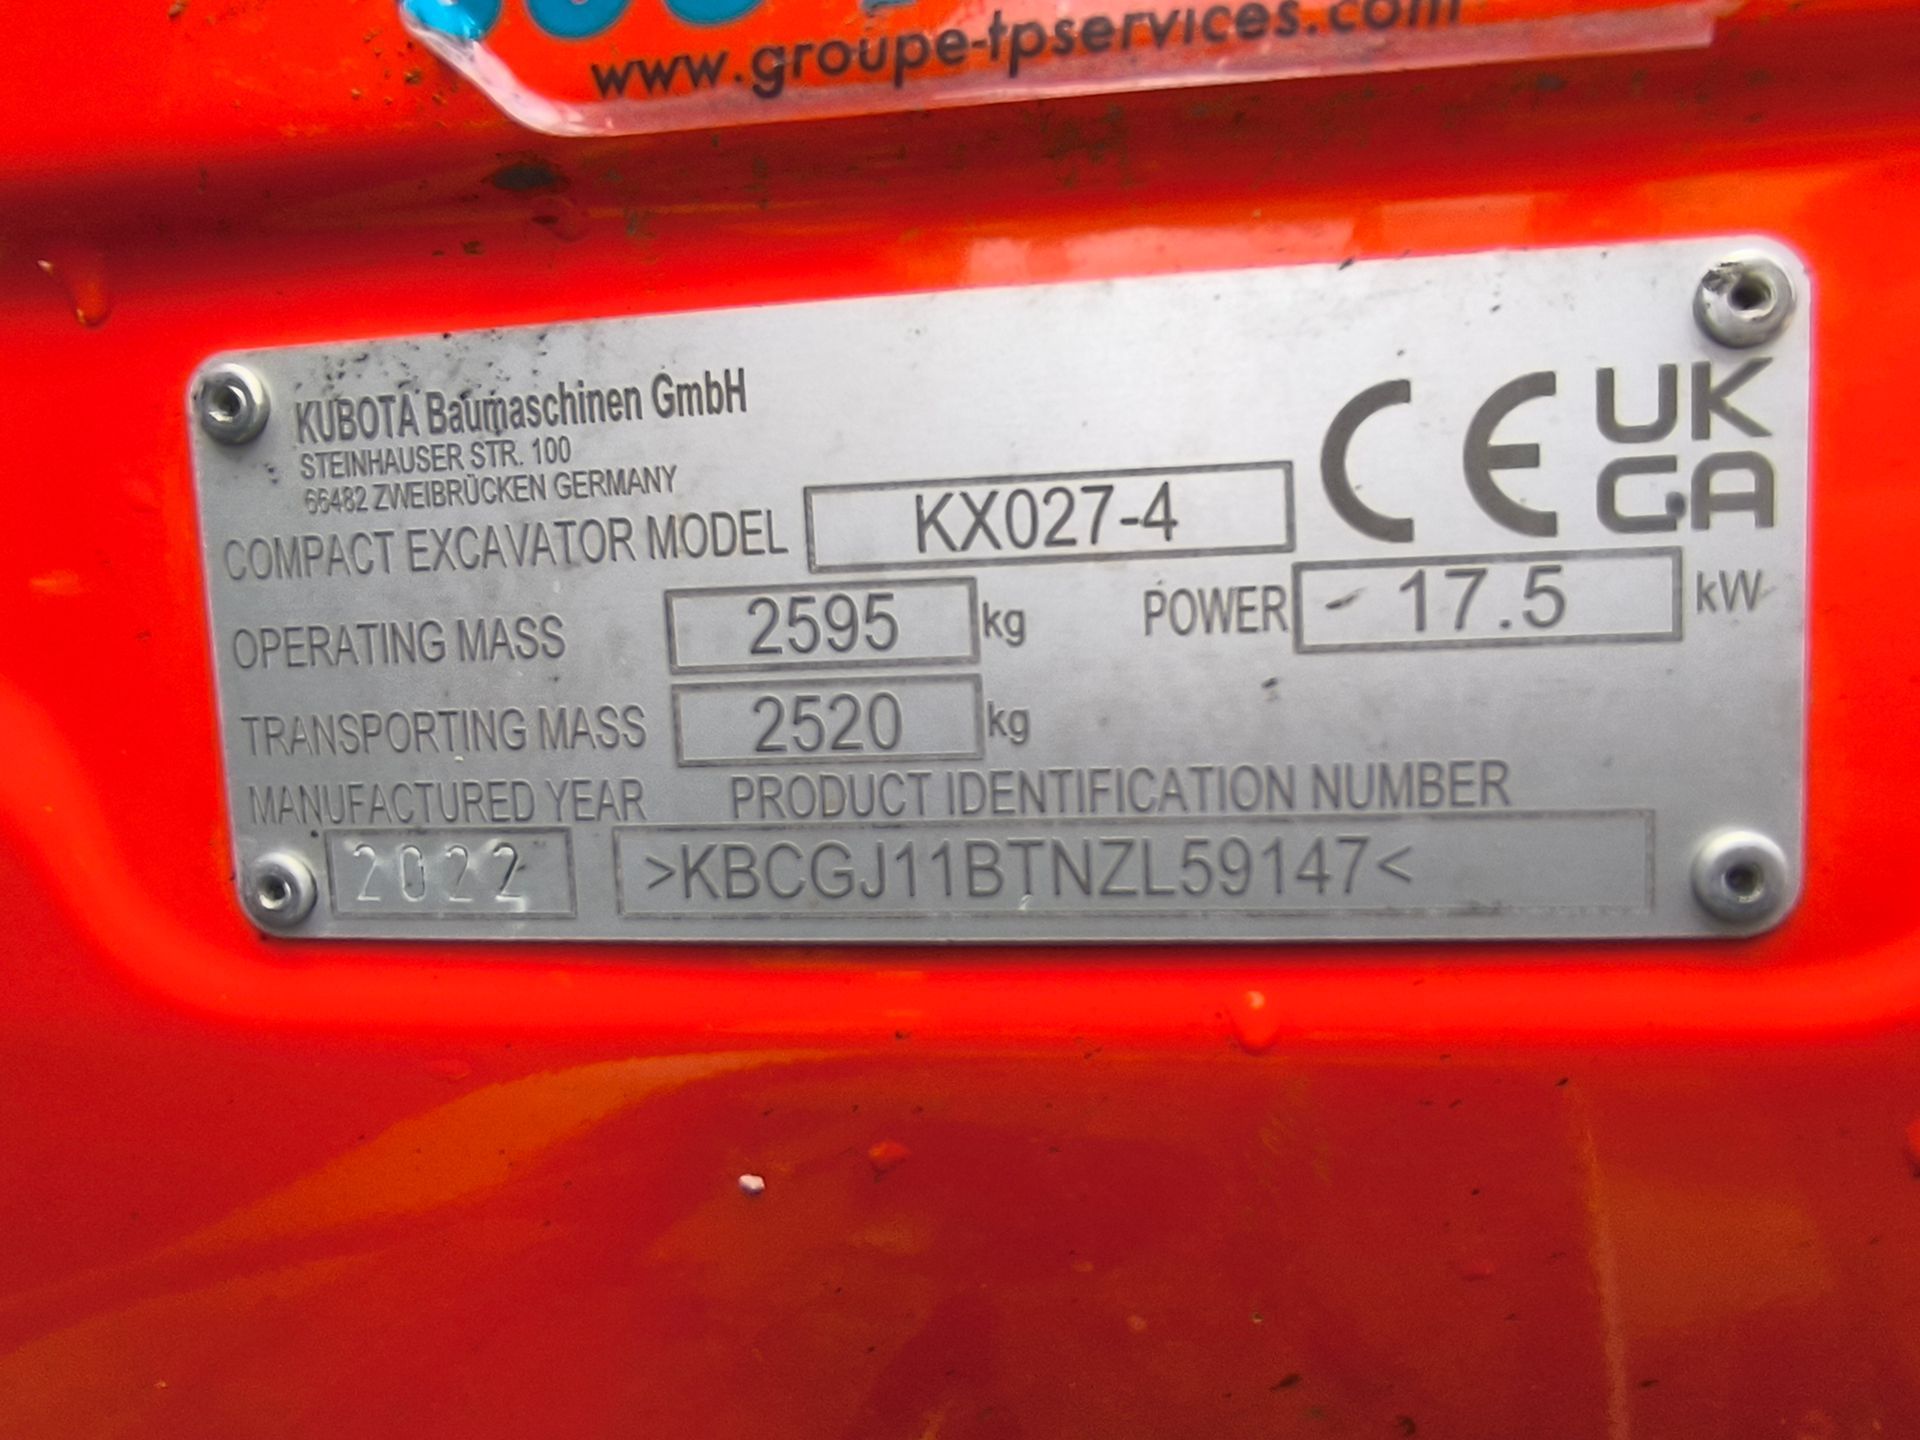 www.groupe-tpservices.com
KUBOTA Baumaschinen GmbH
STEINHAUSER STR. 100
66482 ZWEIBRÜCKEN GERMANY
CE UK CA
COMPACT EXCAVATOR MODEL KX027-4
OPERATING MASS 2595 kg POWER 17.5 kW
TRANSPORTING MASS 2520 kg
MANUFACTURED YEAR PRODUCT IDENTIFICATION NUMBER
2022 >KBCGJ11BTNZL59147<